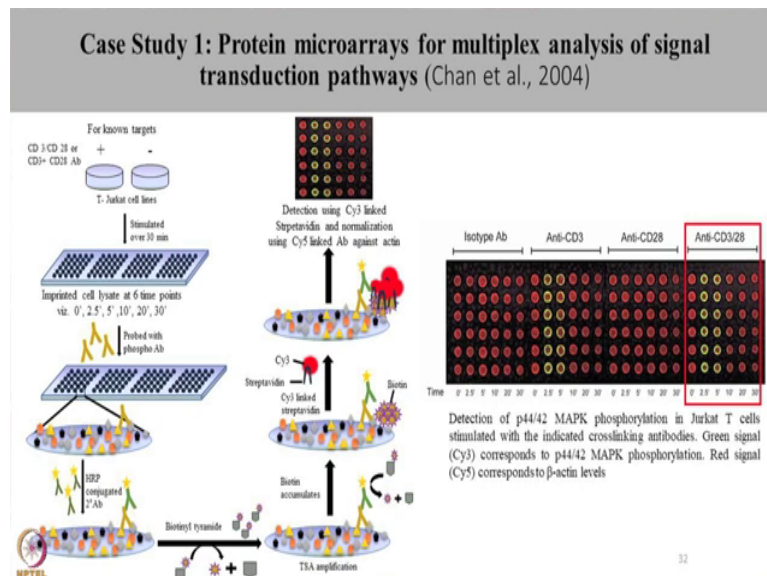 Case Study 1: Protein microarrays for multiplex analysis of signal
transduction pathways (Chan et al., 2004)
For known targets
CD 3/CD 28 or
CD3+ CD28 Ab
+ -
T- Jurkat cell lines
Stimulated
over 30 min
Imprinted cell lysate at 6 time points
viz. 0', 2.5', 5' ,10', 20', 30'
Probed with
phospho Ab
HRP
conjugated
2° Ab
Biotinyl tyramide
+
TSA amplification
Biotin
accumulates
+
Biotin
Cy3
Streptavidin
Cy3 linked
streptavidin
Detection using Cy3 linked
Strpetavidin and normalization
using Cy5 linked Ab against actin
Isotype Ab Anti-CD3 Anti-CD28 Anti-CD3/28
Time 0' 2.5' 5' 10' 20' 30' 0' 2.5' 5' 10' 20' 30' 0' 2.5' 5' 10' 20' 30' 0' 2.5' 5' 10' 20' 30'
Detection of p44/42 MAPK phosphorylation in Jurkat T cells
stimulated with the indicated crosslinking antibodies. Green signal
(Cy3) corresponds to p44/42 MAPK phosphorylation. Red signal
(Cy5) corresponds to β-actin levels
32
NPTEL